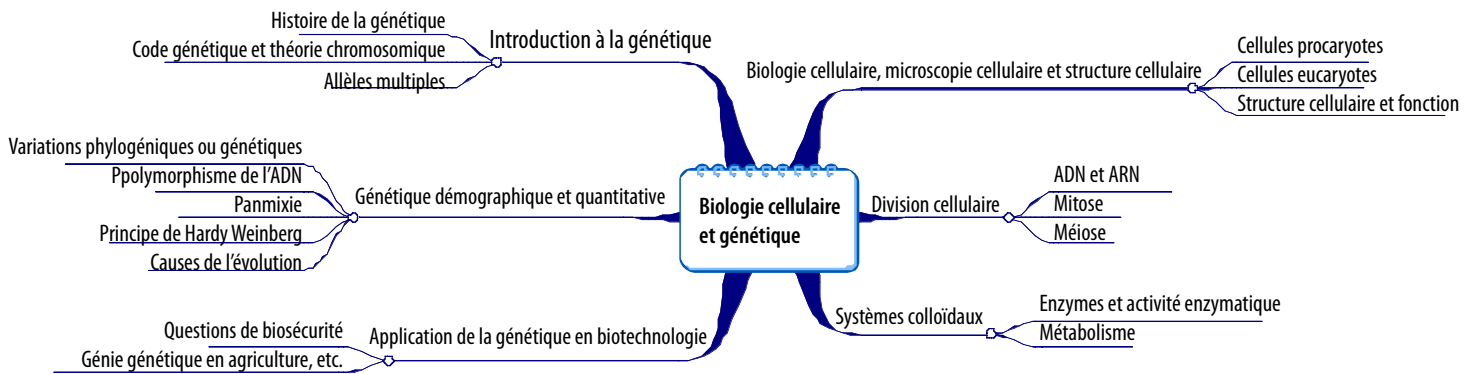 Histoire de la génétique
Code génétique et théorie chromosomique
Allèles multiples
Introduction à la génétique
Variations phylogéniques ou génétiques
Ppolymorphisme de l'ADN
Panmixie
Principe de Hardy Weinberg
Causes de l'évolution
Génétique démographique et quantitative
Questions de biosécurité
Génie génétique en agriculture, etc.
Application de la génétique en biotechnologie
Biologie cellulaire
et génétique
Biologie cellulaire, microscopie cellulaire et structure cellulaire
Cellules procaryotes
Cellules eucaryotes
Structure cellulaire et fonction
Division cellulaire
ADN et ARN
Mitose
Méiose
Systèmes colloïdaux
Enzymes et activité enzymatique
Métabolisme